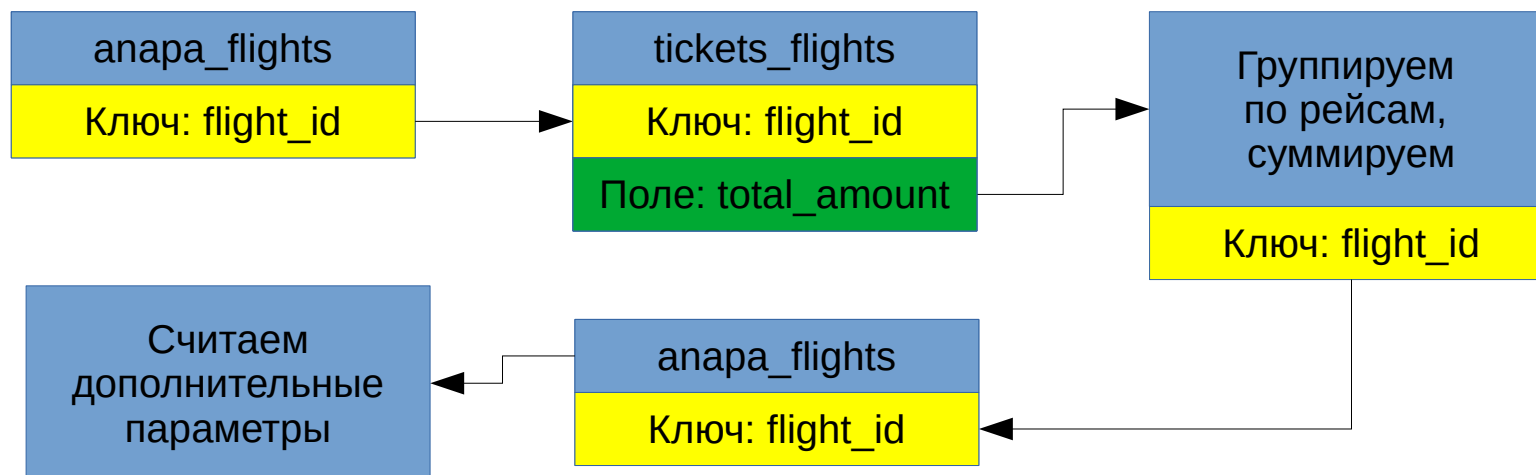 anapa_flights
Ключ: flight_id
tickets_flights
Ключ: flight_id
Поле: total_amount
Группируем
по рейсам,
суммируем
Ключ: flight_id
anapa_flights
Ключ: flight_id
Считаем
дополнительные
параметры